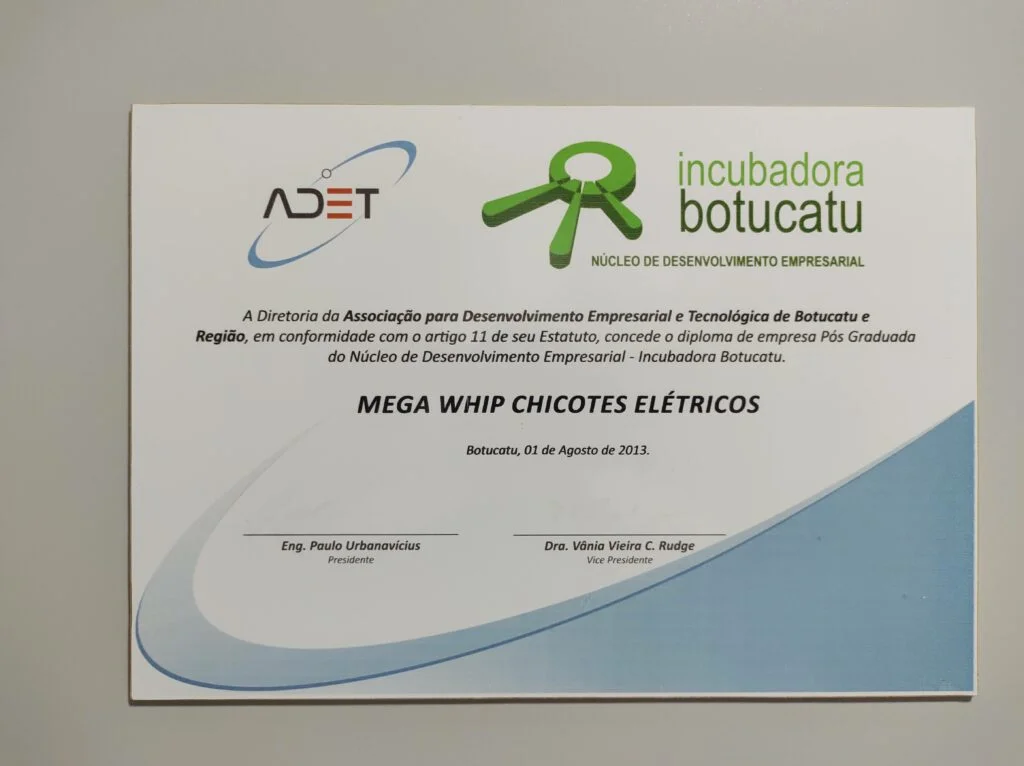 ADET
incubadora
botucatu
NÚCLEO DE DESENVOLVIMENTO EMPRESARIAL
A Diretoria da Associação para Desenvolvimento Empresarial e Tecnológica de Botucatu e
Região, em conformidade com o artigo 11 de seu Estatuto, concede o diploma de empresa Pós Graduada
do Núcleo de Desenvolvimento Empresarial - Incubadora Botucatu.
MEGA WHIP CHICOTES ELÉTRICOS
Botucatu, 01 de Agosto de 2013.
Eng. Paulo Urbanavícius
Presidente
Dra. Vânia Vieira C. Rudge
Vice Presidente